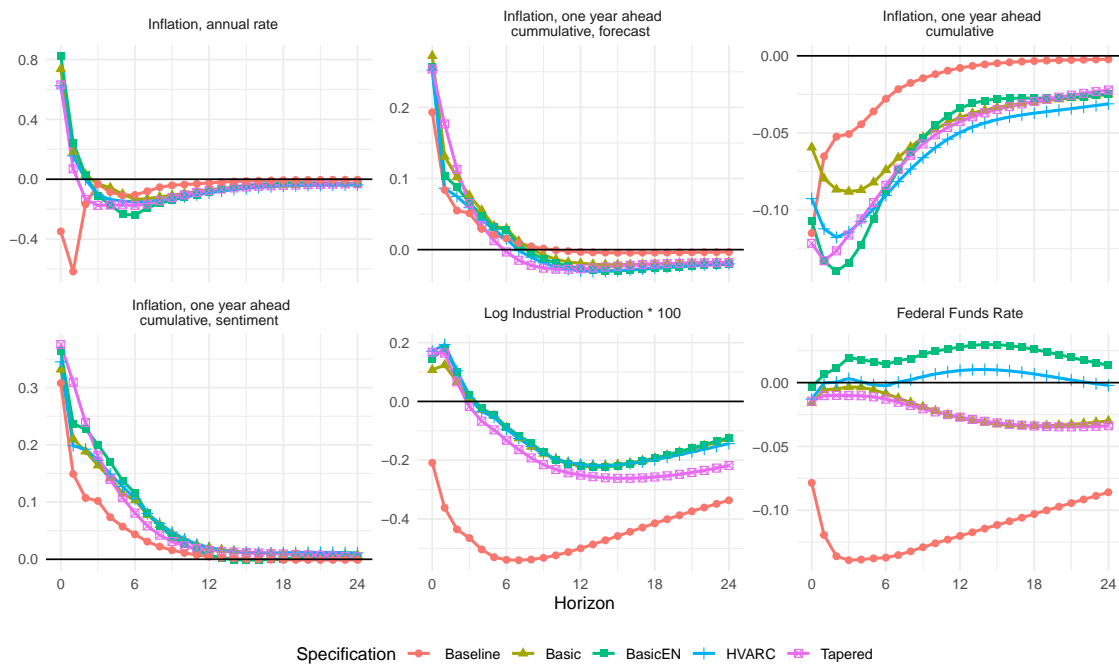 Inflation, annual rate
Inflation, one year ahead
cummulative, forecast
Inflation, one year ahead
cumulative
0.8
0.4
0.0
−0.4
0.2
0.1
0.0
0.00
−0.05
−0.10
Inflation, one year ahead
cumulative, sentiment
Log Industrial Production * 100
Federal Funds Rate
0.3
0.2
0.1
0.0
0.2
0.0
−0.2
−0.4
0.00
−0.05
−0.10
0 6 12 18 24
0 6 12 18 24
0 6 12 18 24
Horizon
Specification Baseline Basic BasicEN HVARC Tapered